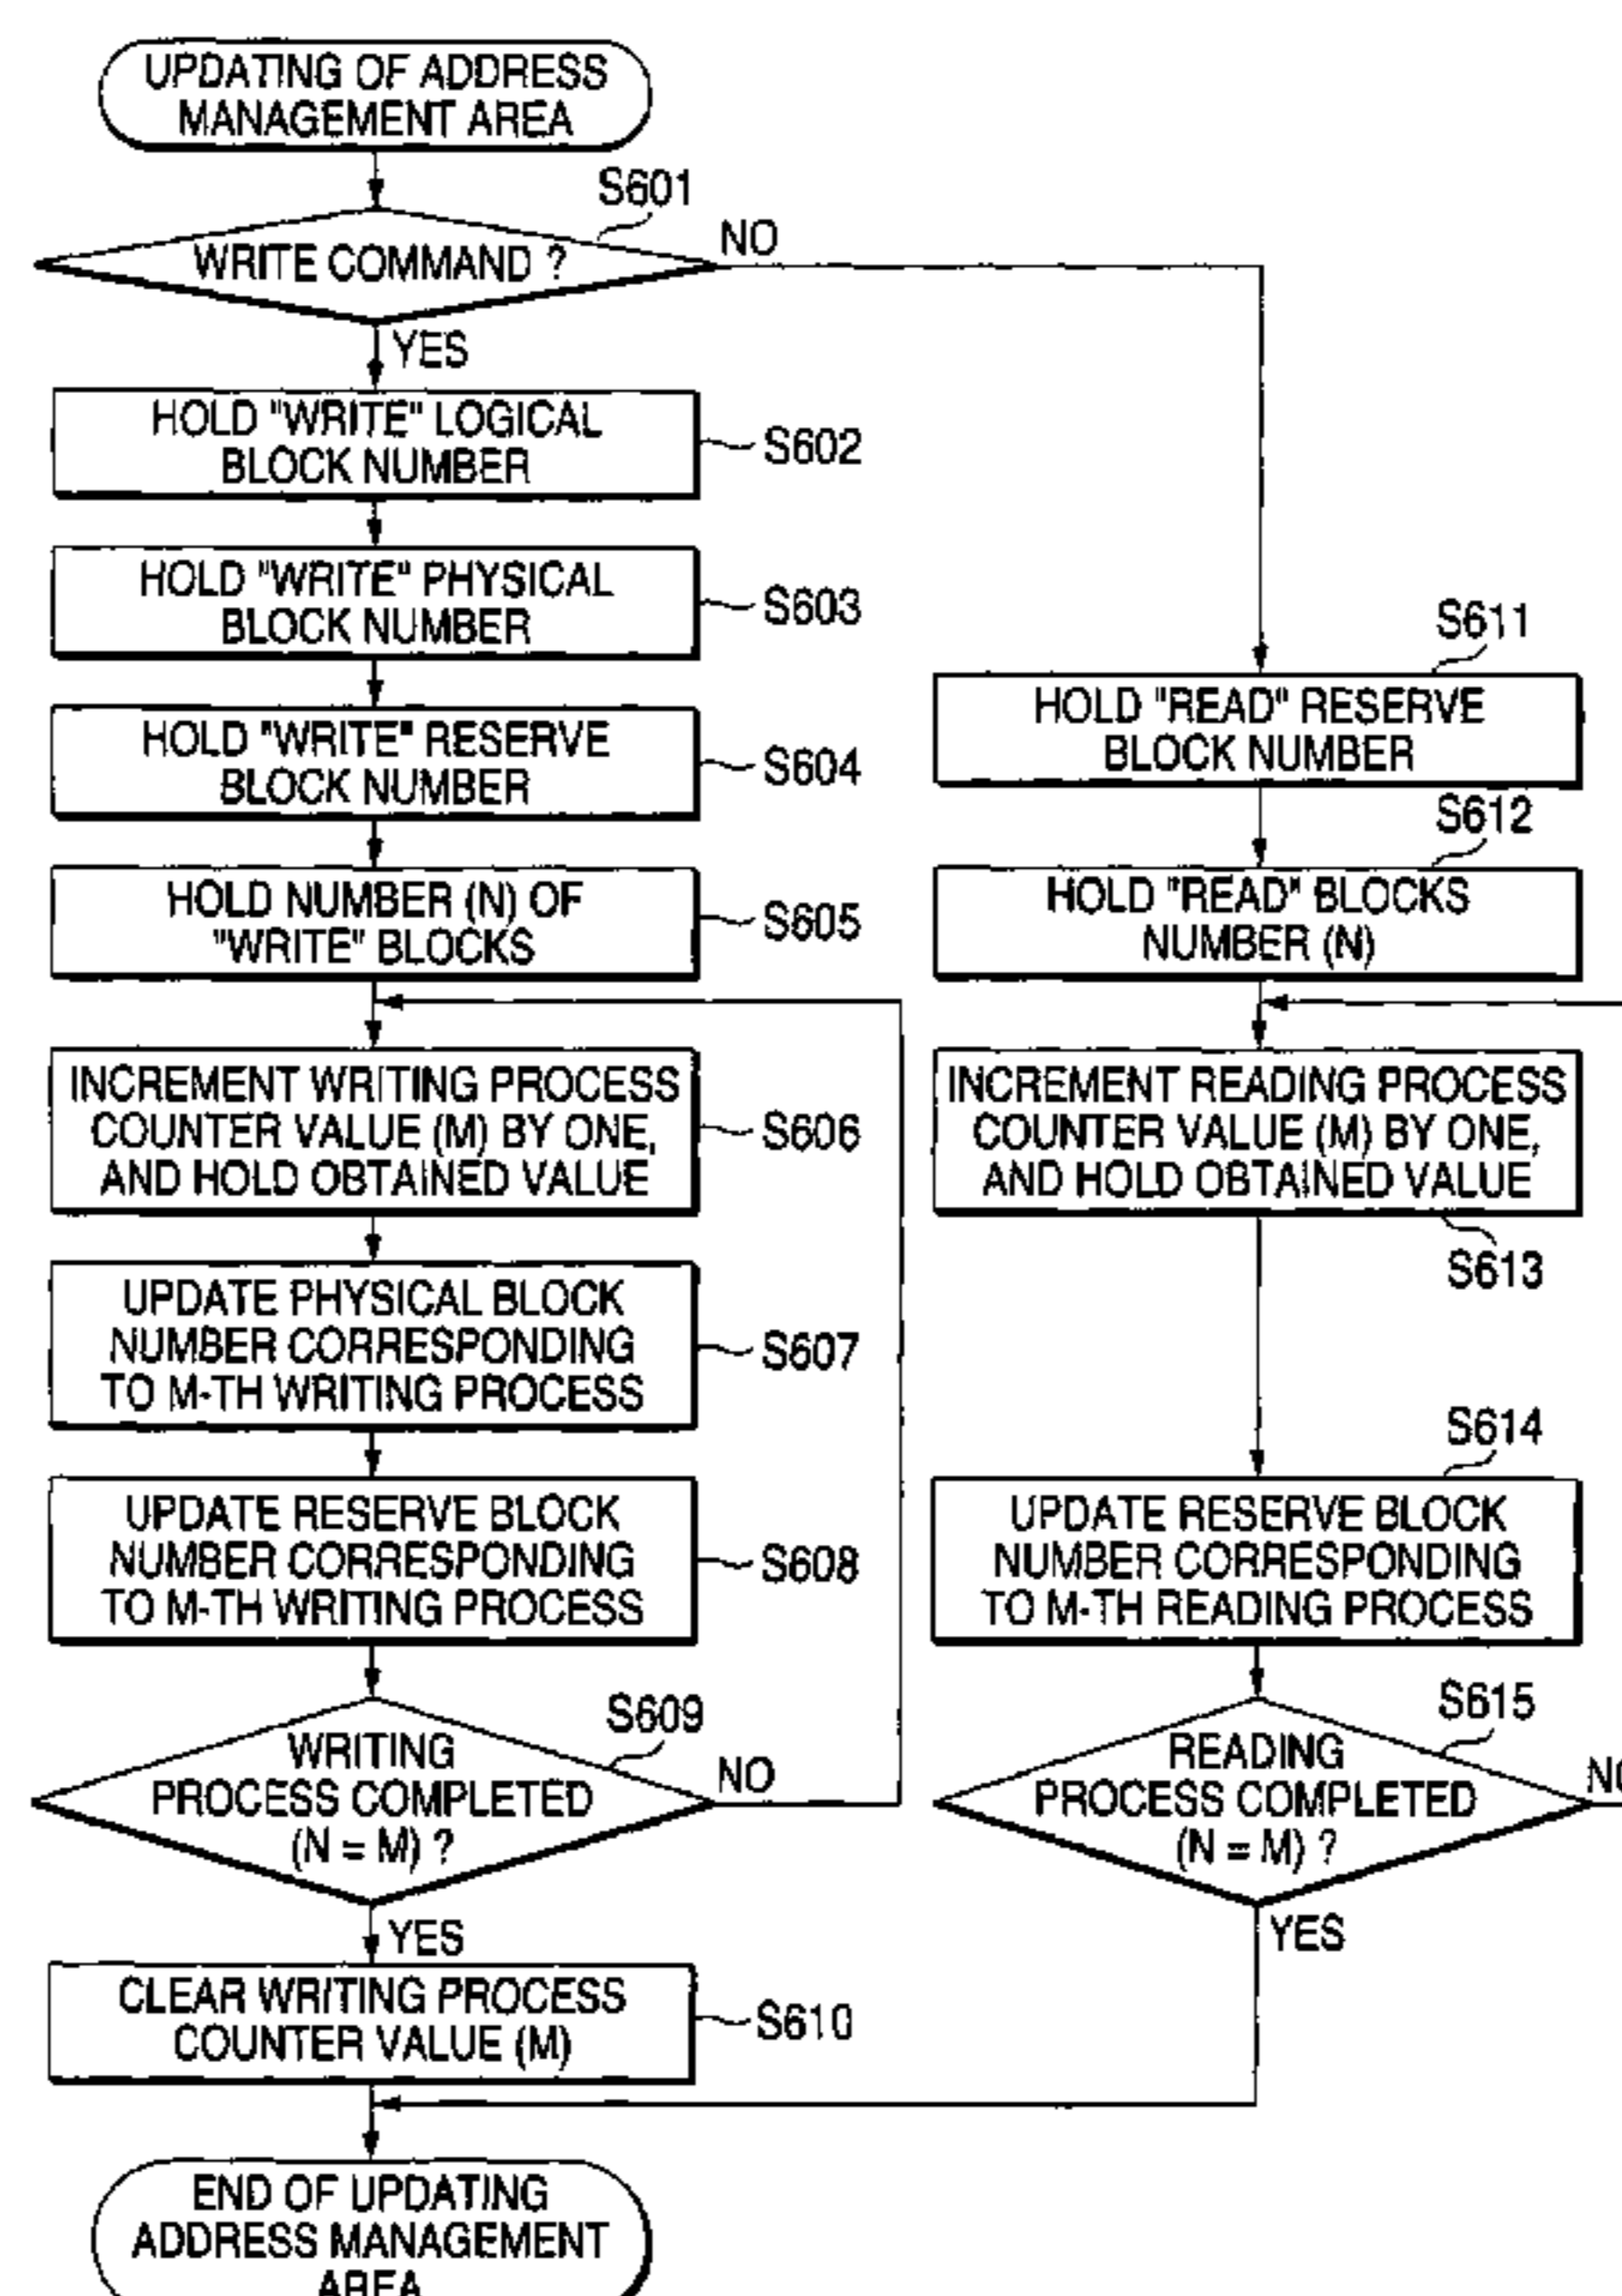 UPDATING OF ADDRESS
MANAGEMENT AREA
S601
WRITE COMMAND ?
NO
YES
HOLD "WRITE" LOGICAL
BLOCK NUMBER
S602
HOLD "WRITE" PHYSICAL
BLOCK NUMBER
S603
HOLD "WRITE" RESERVE
BLOCK NUMBER
S604
HOLD NUMBER (N) OF
"WRITE" BLOCKS
S605
INCREMENT WRITING PROCESS
COUNTER VALUE (M) BY ONE,
AND HOLD OBTAINED VALUE
S606
UPDATE PHYSICAL BLOCK
NUMBER CORRESPONDING
TO M-TH WRITING PROCESS
S607
UPDATE RESERVE BLOCK
NUMBER CORRESPONDING
TO M-TH WRITING PROCESS
S608
S609
WRITING
PROCESS COMPLETED
(N = M) ?
NO
YES
CLEAR WRITING PROCESS
COUNTER VALUE (M)
S610
END OF UPDATING
ADDRESS MANAGEMENT
AREA
S611
HOLD "READ" RESERVE
BLOCK NUMBER
S612
HOLD "READ" BLOCKS
NUMBER (N)
INCREMENT READING PROCESS
COUNTER VALUE (M) BY ONE,
AND HOLD OBTAINED VALUE
S613
S614
UPDATE RESERVE BLOCK
NUMBER CORRESPONDING
TO M-TH READING PROCESS
S615
READING
PROCESS COMPLETED
(N = M) ?
NO
YES